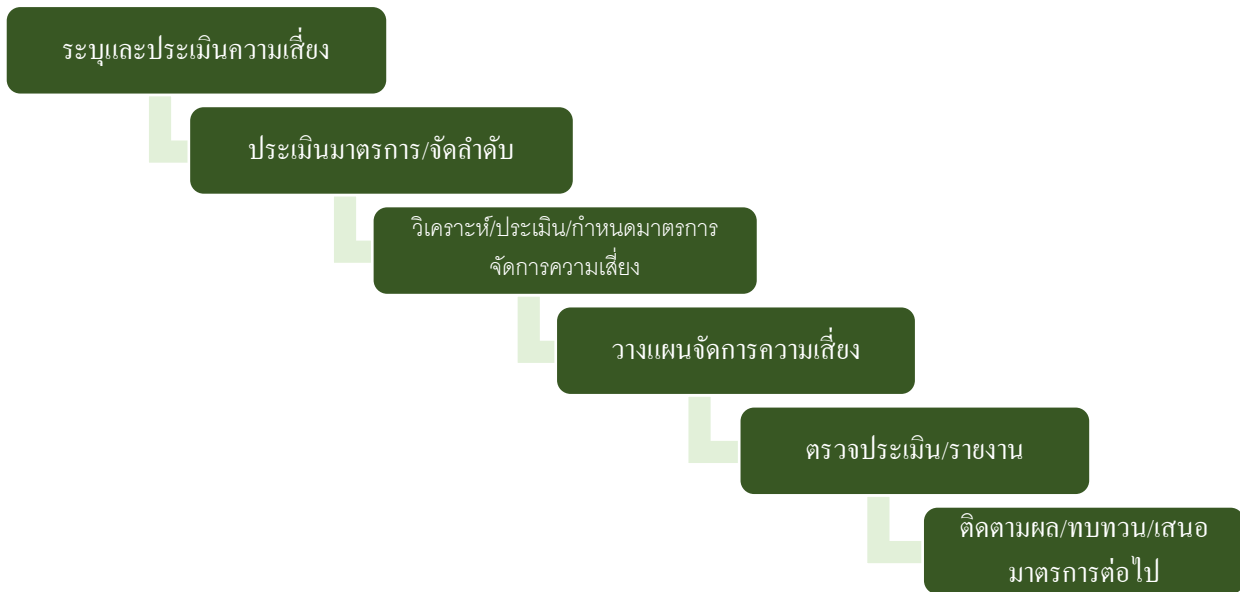 ระบุและประเมินความเสี่ยง
ประเมินมาตรการ/จัดลำดับ
วิเคราะห์/ประเมิน/กำหนดมาตรการ
จัดการความเสี่ยง
วางแผนจัดการความเสี่ยง
ตรวจประเมิน/รายงาน
ติดตามผล/ทบทวน/เสนอ
มาตรการต่อไป